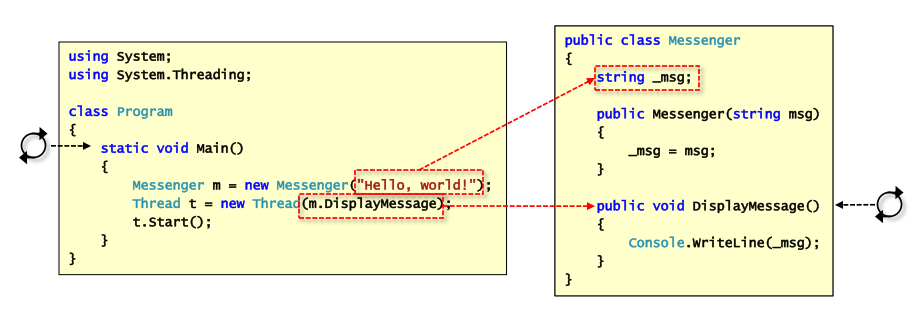 using System;
using System.Threading;
class Program
{
static void Main()
{
Messenger m = new Messenger("Hello, world!");
Thread t = new Thread(m.DisplayMessage);
t.Start();
}
}
public class Messenger
{
string _msg;
public Messenger(string msg)
{
_msg = msg;
}
public void DisplayMessage()
{
Console.WriteLine(_msg);
}
}